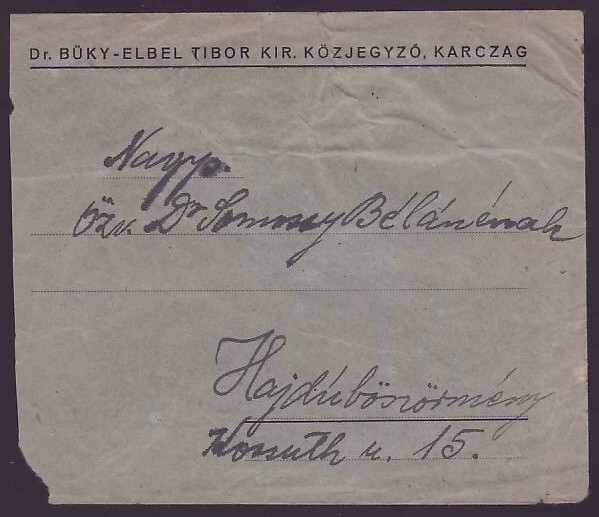 Dr. BÜKY-ELBEL TIBOR KIR. KÖZJEGYZŐ, KARCZAG
Nagys.
Özv. Dr Somossy Bélánénak
Hajdúböszörmény
Kossuth u. 15.